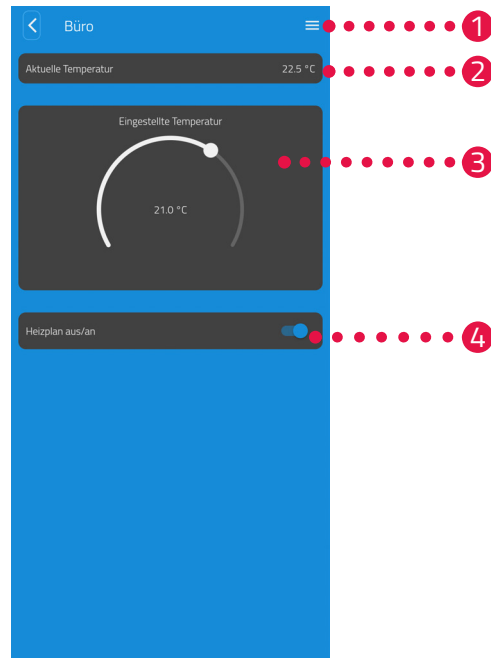 Büro
1
Aktuelle Temperatur 22.5 °C
2
Eingestellte Temperatur
3
21.0 °C
Heizplan aus/an
4